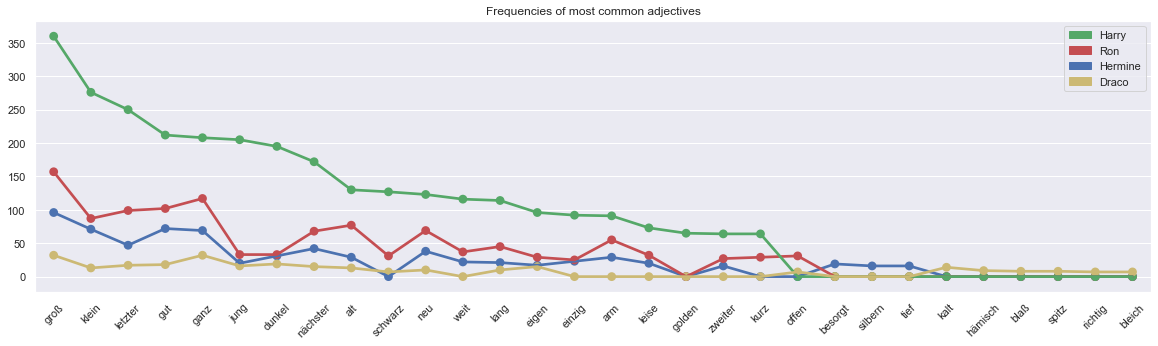 Frequencies of most common adjectives
350
300
250
200
150
100
50
0
Harry
Ron
Hermine
Draco
groß
klein
letzter
gut
ganz
jung
dunkel
nächster
alt
schwarz
neu
weit
lang
eigen
einzig
arm
leise
golden
zweiter
kurz
offen
besorgt
silbern
tief
kalt
hämisch
blaß
spitz
richtig
bleich